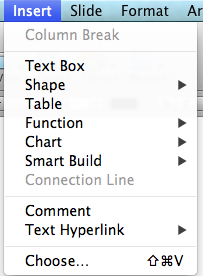 Insert Slide Format Ar
Column Break
Text Box
Shape
Table
Function
Chart
Smart Build
Connection Line
Comment
Text Hyperlink
Choose... ⇧⌘V